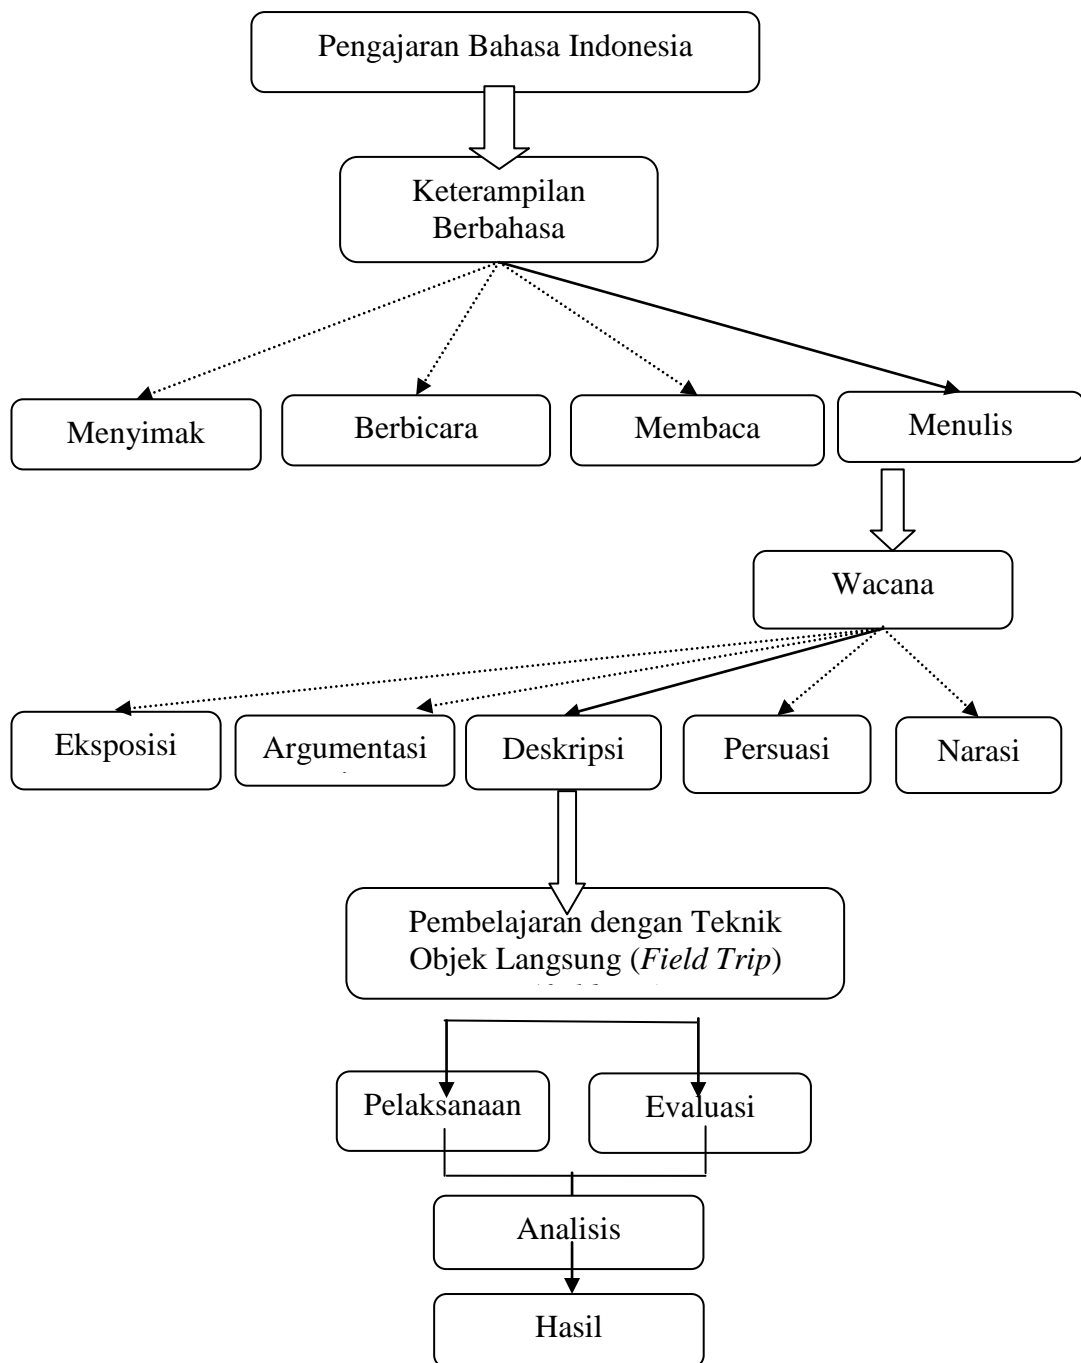 Pengajaran Bahasa Indonesia
Keterampilan
Berbahasa
Menyimak
Berbicara
Membaca
Menulis
Wacana
Eksposisi
Argumentasi
Deskripsi
Persuasi
Narasi
Pembelajaran dengan Teknik
Objek Langsung (Field Trip)
Pelaksanaan
Evaluasi
Analisis
Hasil